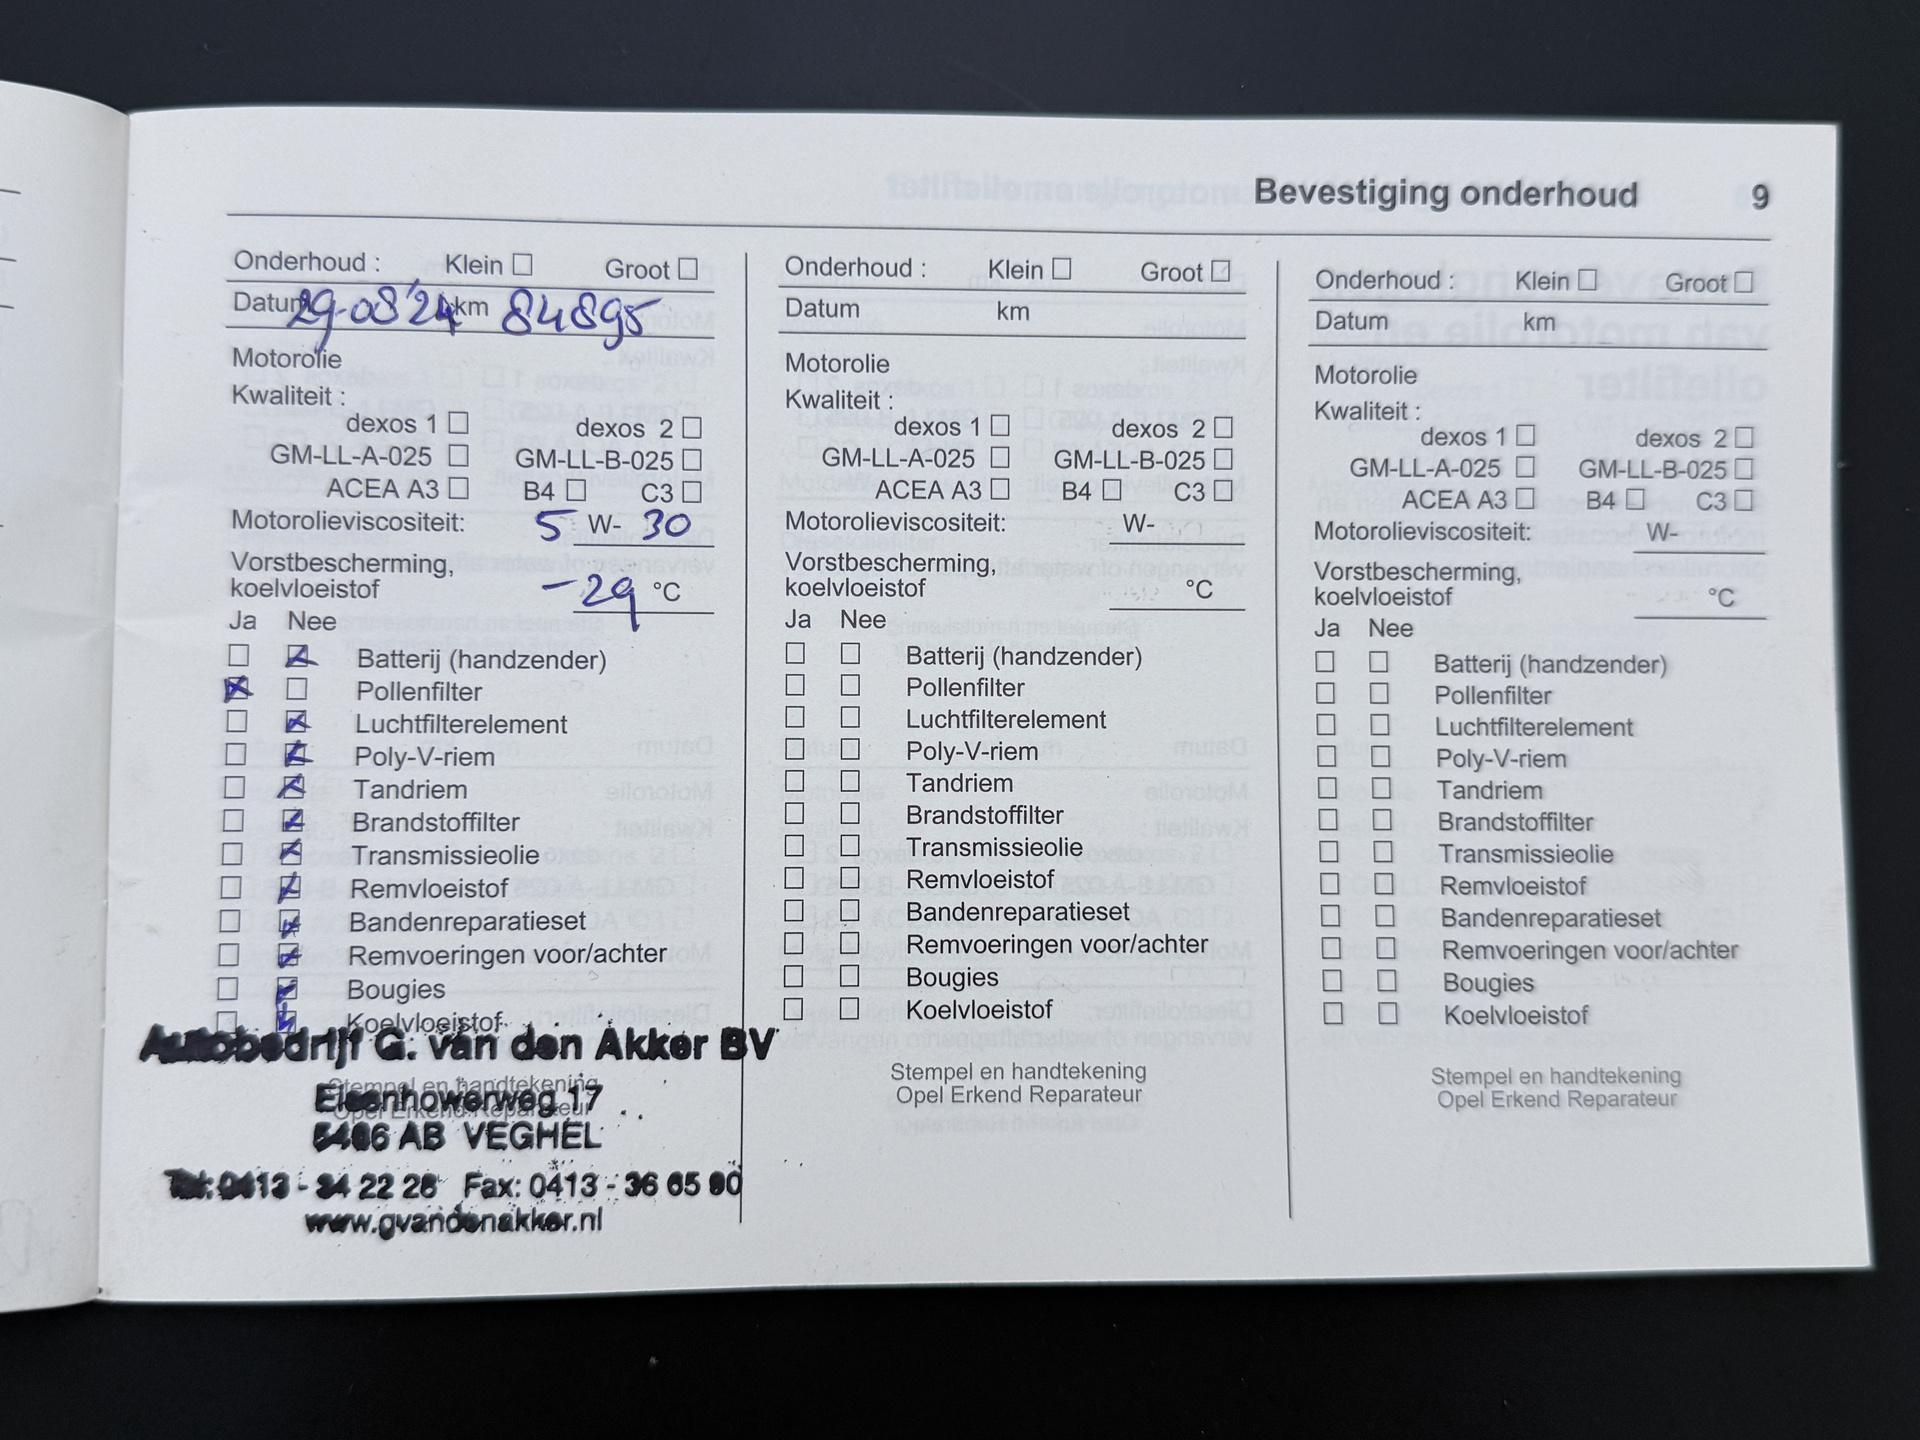 Bevestiging onderhoud 9
Onderhoud : Klein Groot
Datum 29-08'24 km 84895
Motorolie
Kwaliteit :
dexos 1 dexos 2
GM-LL-A-025 GM-LL-B-025
ACEA A3 B4 C3
Motorolieviscositeit: 5 W- 30
Vorstbescherming,
koelvloeistof -29 °C
Ja Nee
Batterij (handzender)
Pollenfilter
Luchtfilterelement
Poly-V-riem
Tandriem
Brandstoffilter
Transmissieolie
Remvloeistof
Bandenreparatieset
Remvoeringen voor/achter
Bougies
Koelvloeistof
Autobedrijf G. van den Akker BV
Stempel en handtekening
Eisenhowerweg 17
Opel Erkend Reparateur
5466 AB VEGHEL
Tel: 0413 - 34 22 28 Fax: 0413 - 36 65 90
www.gvandenakker.nl
Onderhoud : Klein Groot
Datum km
Motorolie
Kwaliteit :
dexos 1 dexos 2
GM-LL-A-025 GM-LL-B-025
ACEA A3 B4 C3
Motorolieviscositeit: W-
Vorstbescherming,
koelvloeistof °C
Ja Nee
Batterij (handzender)
Pollenfilter
Luchtfilterelement
Poly-V-riem
Tandriem
Brandstoffilter
Transmissieolie
Remvloeistof
Bandenreparatieset
Remvoeringen voor/achter
Bougies
Koelvloeistof
Stempel en handtekening
Opel Erkend Reparateur
Onderhoud : Klein Groot
Datum km
Motorolie
Kwaliteit :
dexos 1 dexos 2
GM-LL-A-025 GM-LL-B-025
ACEA A3 B4 C3
Motorolieviscositeit: W-
Vorstbescherming,
koelvloeistof °C
Ja Nee
Batterij (handzender)
Pollenfilter
Luchtfilterelement
Poly-V-riem
Tandriem
Brandstoffilter
Transmissieolie
Remvloeistof
Bandenreparatieset
Remvoeringen voor/achter
Bougies
Koelvloeistof
Stempel en handtekening
Opel Erkend Reparateur